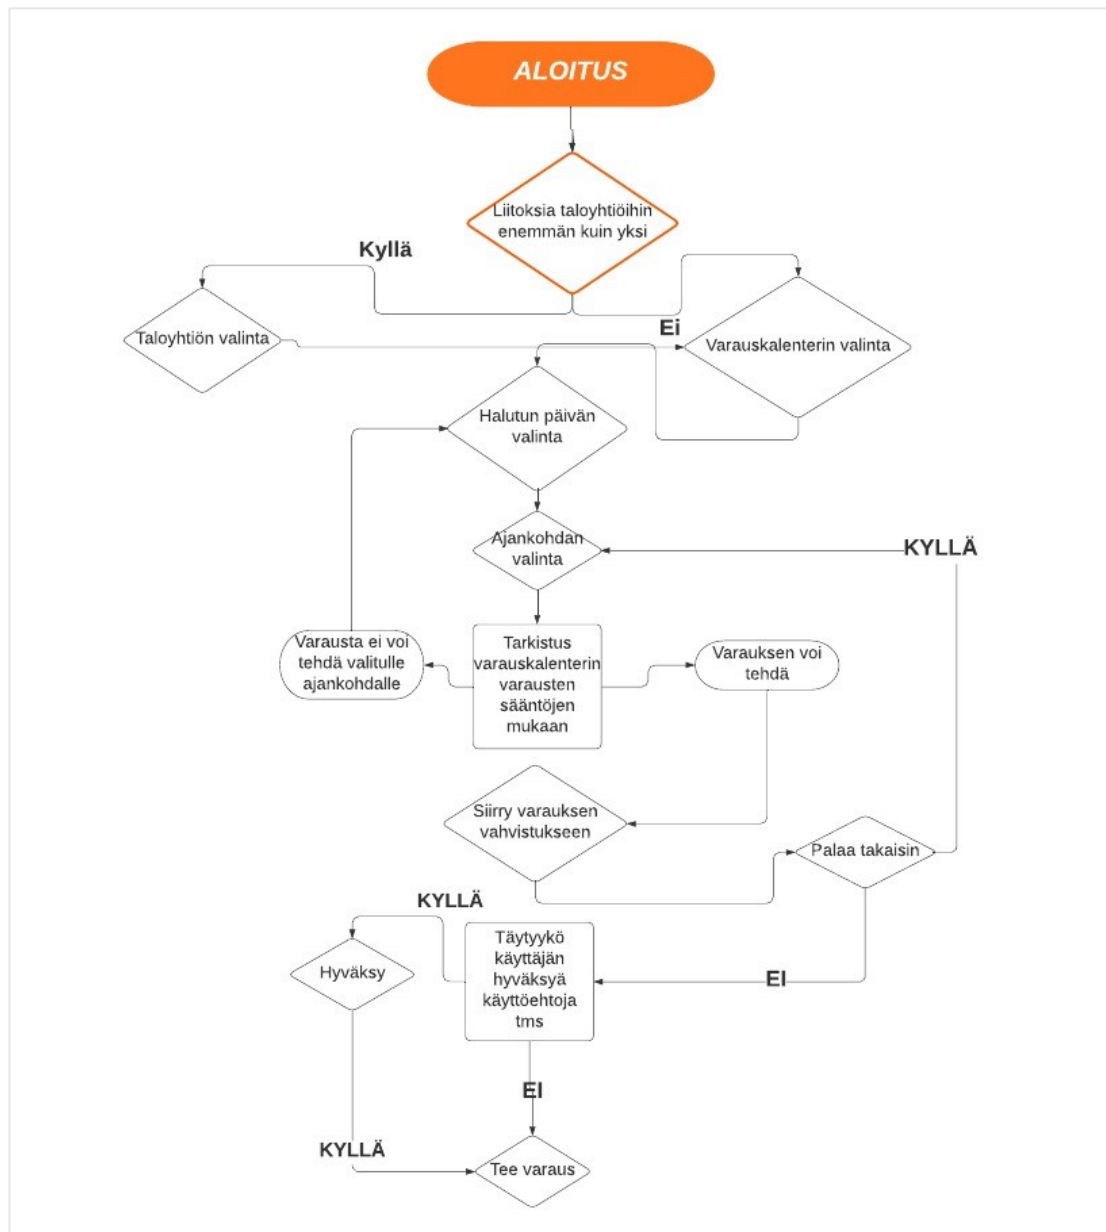 ALOITUS
Liitoksia taloyhtiöihin
enemmän kuin yksi
Kyllä
Ei
Taloyhtiön valinta
Varauskalenterin valinta
Halutun päivän
valinta
Ajankohdan
valinta
KYLLÄ
Varausta ei voi
tehdä valitulle
ajankohdalle
Tarkistus
varauskalenterin
varausten
sääntöjen
mukaan
Varauksen voi
tehdä
Siirry varauksen
vahvistukseen
Palaa takaisin
KYLLÄ
Hyväksy
Täytyykö
käyttäjän
hyväksyä
käyttöehtoja
tms
EI
EI
KYLLÄ
Tee varaus